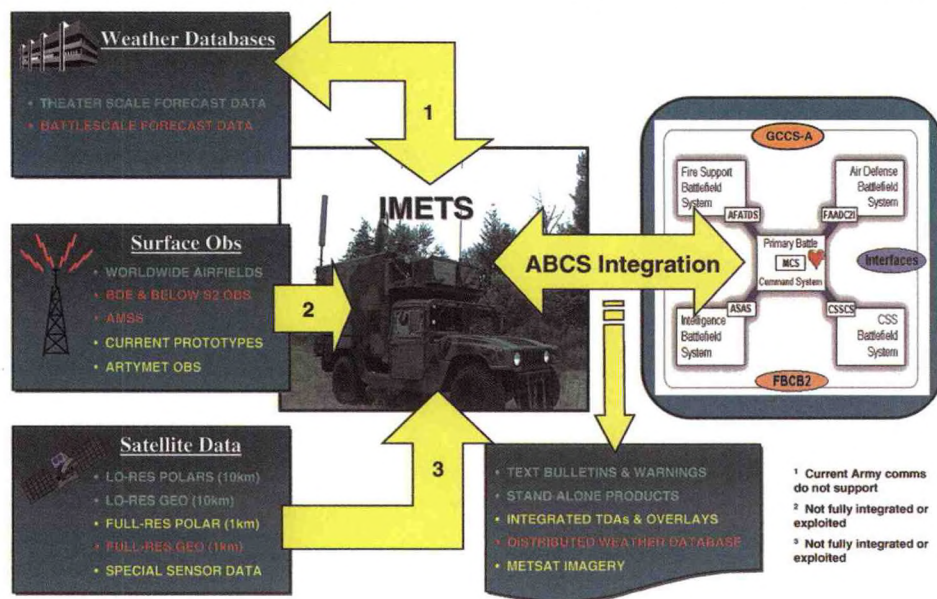 Weather Databases
• THEATER SCALE FORECAST DATA
• BATTLESCALE FORECAST DATA
1
IMETS
Surface Obs
• WORLDWIDE AIRFIELDS
• BDE & BELOW S2 OBS
• AMSS
• CURRENT PROTOTYPES
• ARTYMET OBS
2
ABCS Integration
GCCS-A
Fire Support
Battlefield
System
Air Defense
Battlefield
System
AFATDS
FAADC2I
Primary Battle
MCS
Command System
Interfaces
ASAS
CSSCS
Intelligence
Battlefield
System
CSS
Battlefield
System
FBCB2
Satellite Data
• LO-RES POLARS (10km)
• LO-RES GEO (10km)
• FULL-RES POLAR (1km)
• FULL-RES GEO (1km)
• SPECIAL SENSOR DATA
3
• TEXT BULLETINS & WARNINGS
• STAND ALONE PRODUCTS
• INTEGRATED TDAs & OVERLAYS
• DISTRIBUTED WEATHER DATABASE
• METSAT IMAGERY
1 Current Army comms
do not support
2 Not fully integrated or
exploited
3 Not fully integrated or
exploited